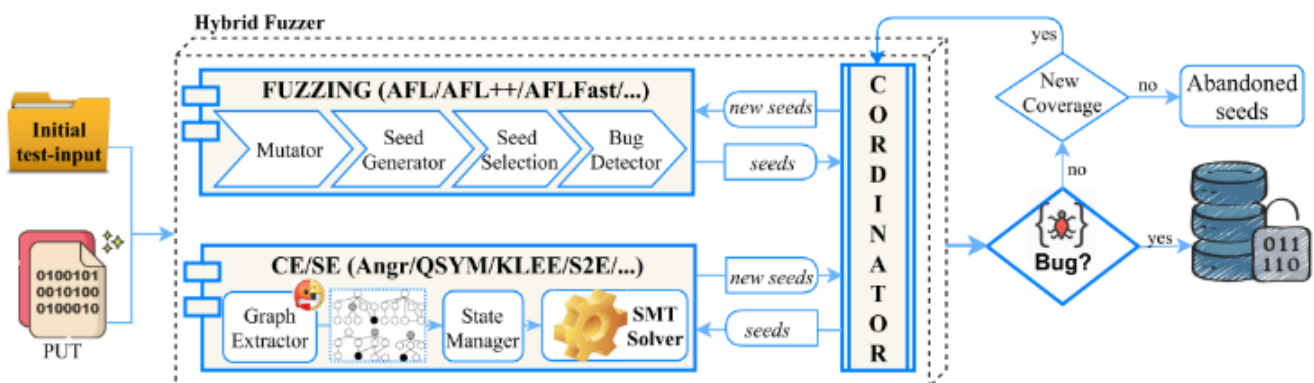 Hybrid Fuzzer
Initial
test-input
0100101
0010100
0100010
PUT
FUZZING (AFL/AFL++/AFLFast/...)
Mutator
Seed
Generator
Seed
Selection
Bug
Detector
CE/SE (Angr/QSYM/KLEE/S2E/...)
Graph
Extractor
State
Manager
SMT
Solver
new seeds
seeds
new seeds
seeds
COORDINATOR
yes
New
Coverage
no
Abandoned
seeds
no
Bug?
yes
011
110